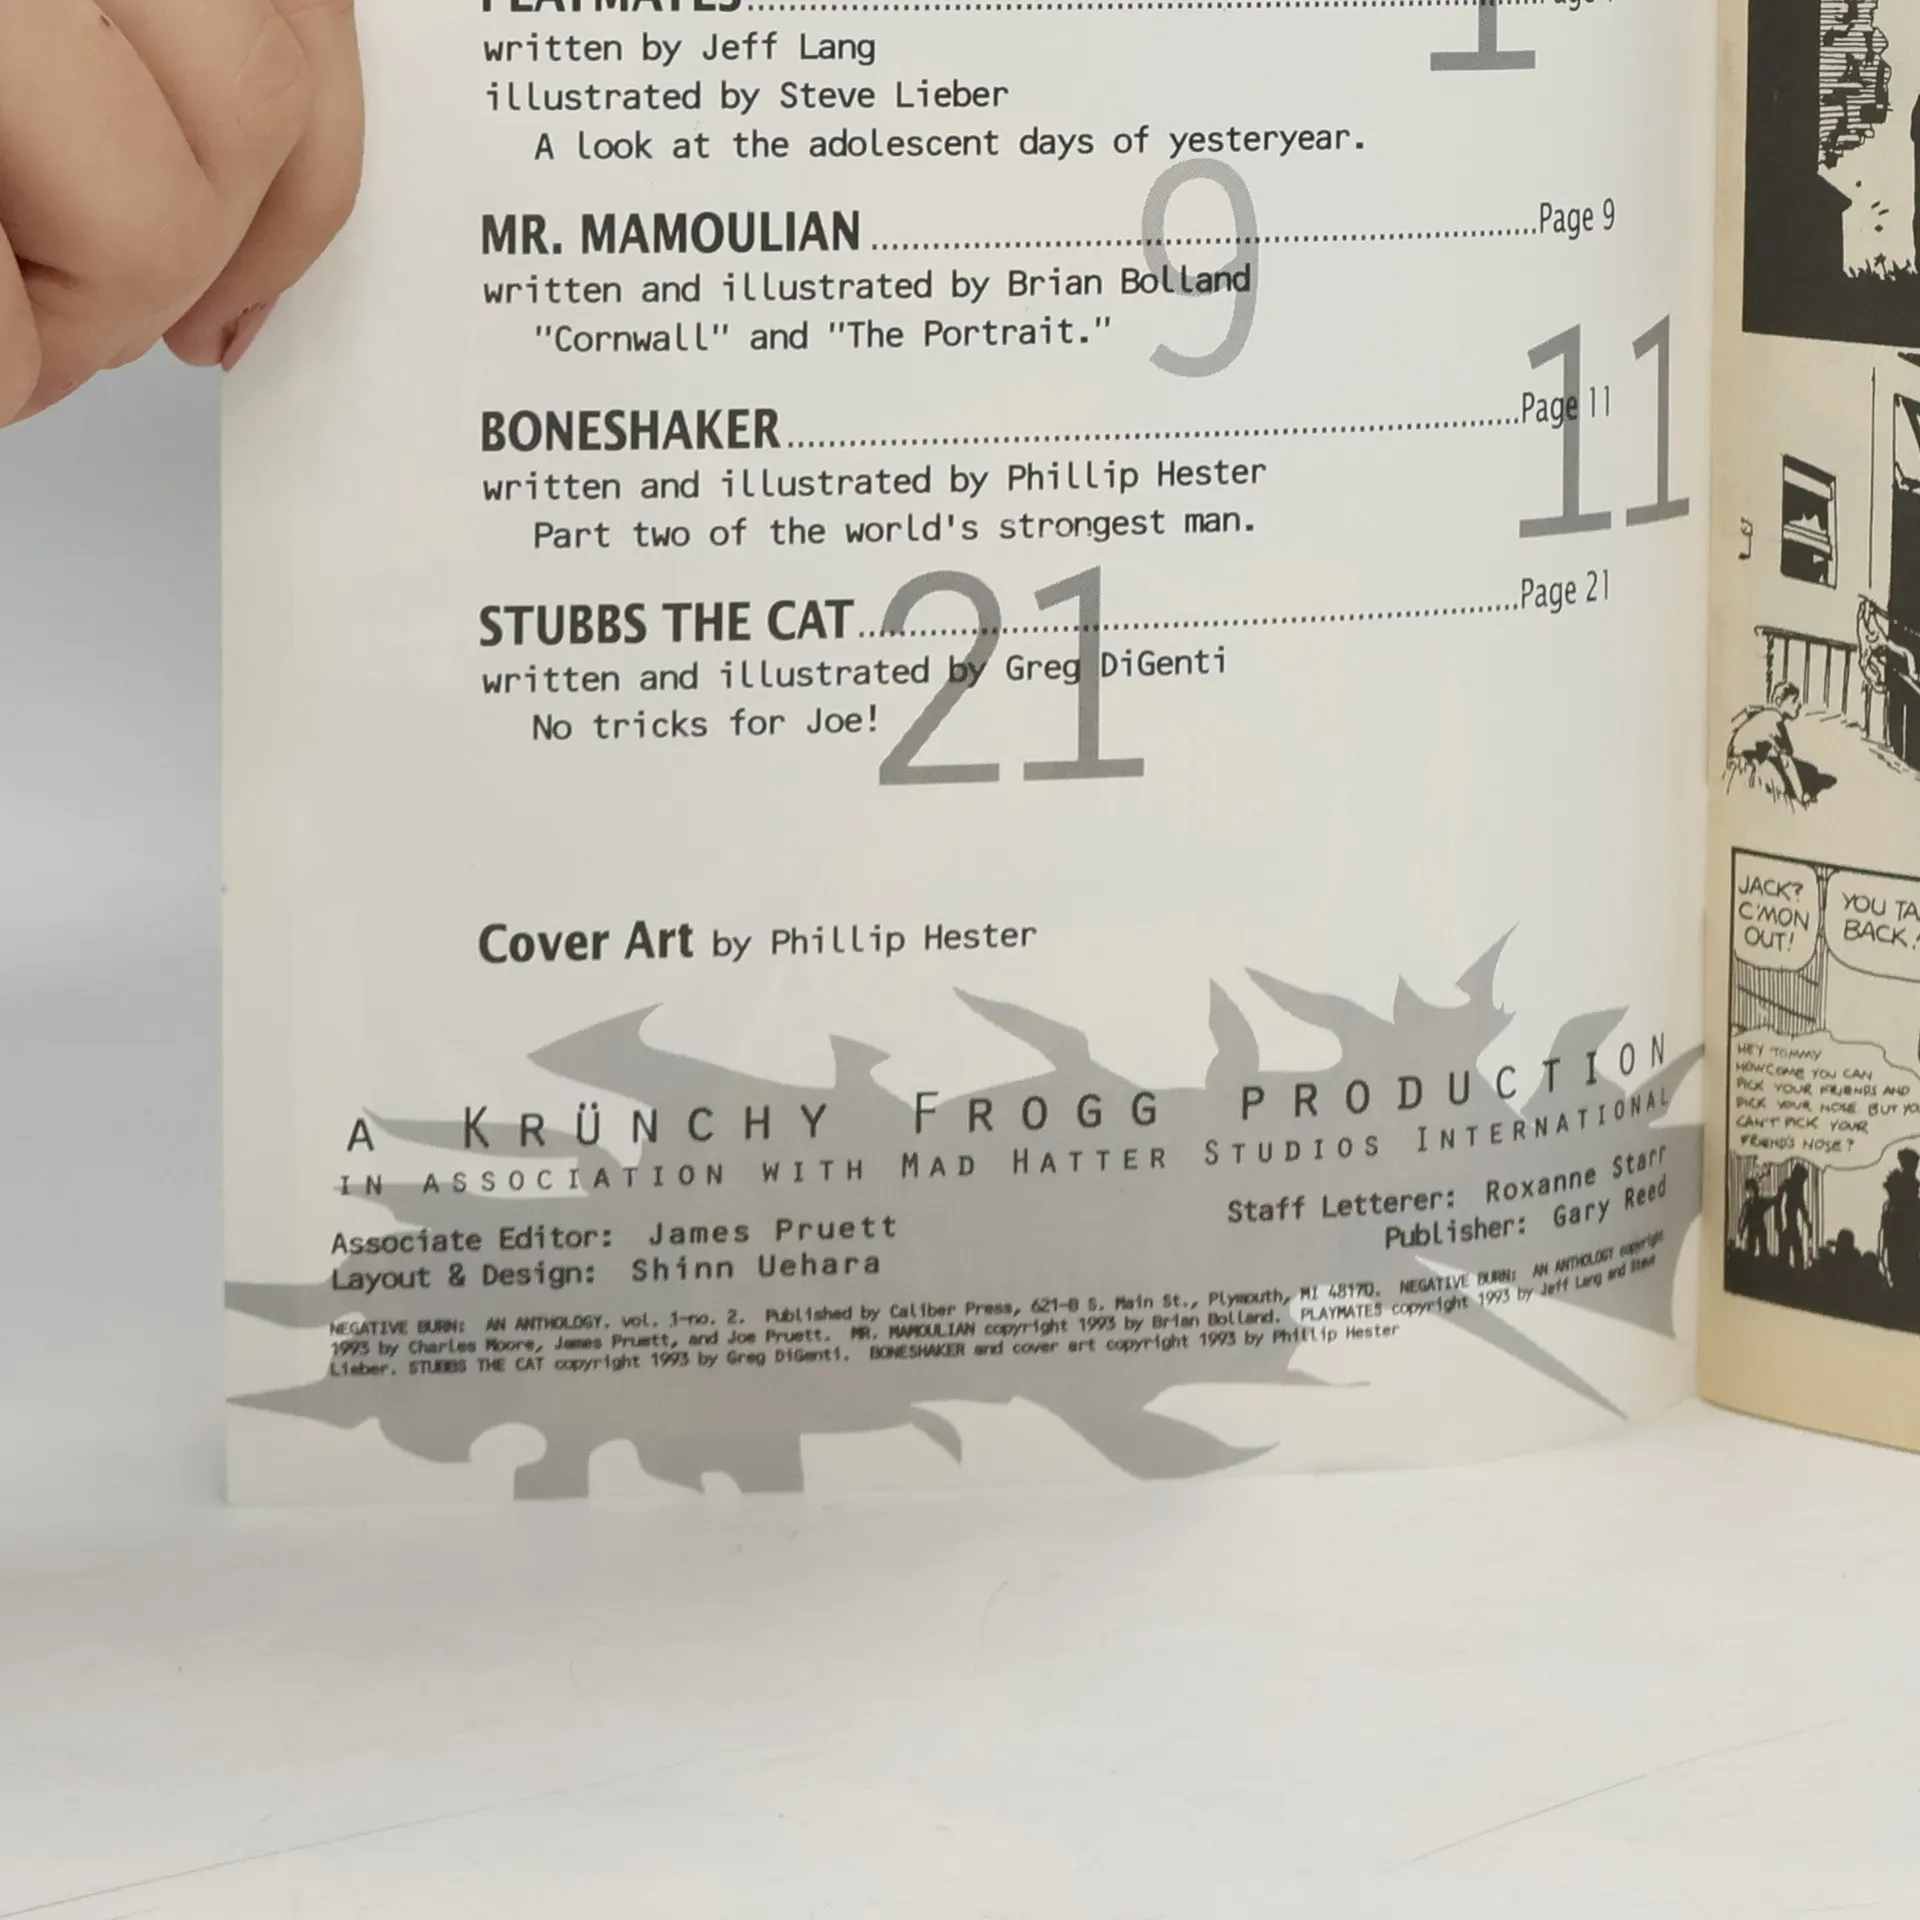 PLAYMATES
1
written by Jeff Lang
illustrated by Steve Lieber
A look at the adolescent days of yesteryear.
MR. MAMOULIAN..........Page 9
9
written and illustrated by Brian Bolland
"Cornwall" and "The Portrait."
BONESHAKER..........Page 11
11
written and illustrated by Phillip Hester
Part two of the world's strongest man.
STUBBS THE CAT..........Page 21
21
written and illustrated by Greg DiGenti
No tricks for Joe!
Cover Art by Phillip Hester
A KRÜNCHY FROGG PRODUCTION
IN ASSOCIATION WITH MAD HATTER STUDIOS INTERNATIONAL
Associate Editor: James Pruett
Layout & Design: Shinn Uehara
Staff Letterer: Roxanne Starr
Publisher: Gary Reed
NEGATIVE BURN: AN ANTHOLOGY. vol. 1-no. 2. Published by Caliber Press, 621-B S. Main St., Plymouth, MI 48170. NEGATIVE BURN: AN ANTHOLOGY copyright
1993 by Charles Moore, James Pruett, and Joe Pruett. MR. MAMOULIAN copyright 1993 by Brian Bolland. PLAYMATES copyright 1993 by Jeff Lang and Steve
Lieber. STUBBS THE CAT copyright 1993 by Greg DiGenti. BONESHAKER and cover art copyright 1993 by Phillip Hester
JACK?
C'MON
OUT!
YOU
BACK
HEY TOMMY
HOWCOME YOU CAN
PICK YOUR FRIENDS AND
PICK YOUR NOSE BUT
CAN'T PICK YOUR
FRIEND'S NOSE?